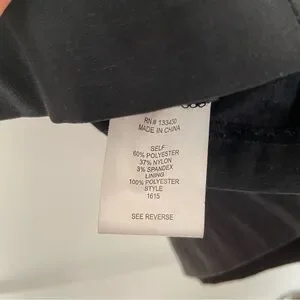 RN# 133430
MADE IN CHINA
SELF
60% POLYESTER
37% NYLON
3% SPANDEX
LINING
100% POLYESTER
STYLE
1615
SEE REVERSE